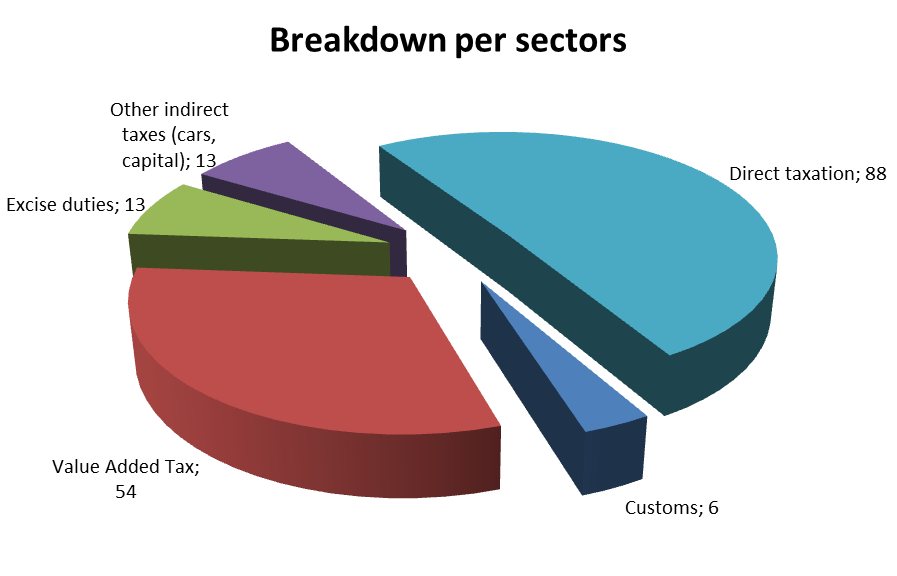 Breakdown per sectors
Other indirect
taxes (cars,
capital); 13
Direct taxation; 88
Excise duties; 13
Value Added Tax;
54
Customs; 6